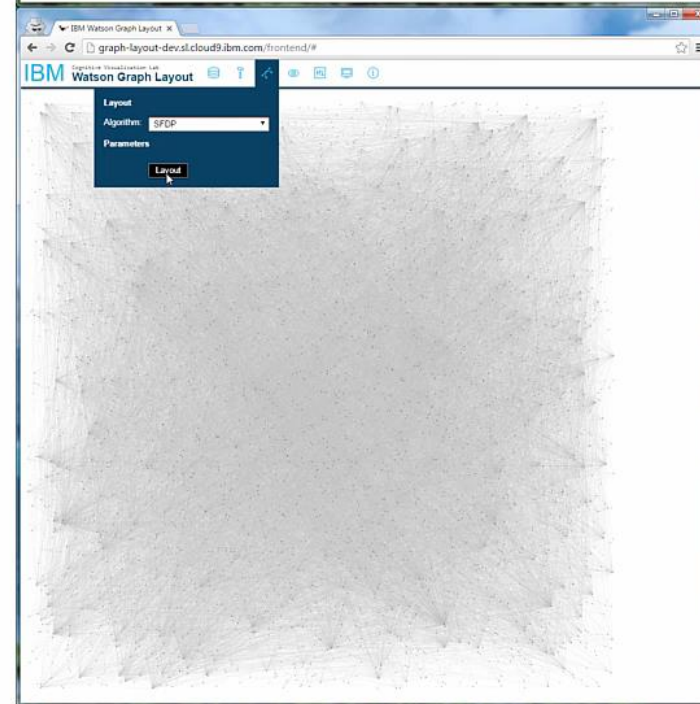 IBM Watson Graph Layout
graph-layout-dev.sl.cloud9.ibm.com/frontend/#
IBM
Cognitive Visualization Lab
Watson Graph Layout
Layout
Algorithm: SFDP
Parameters
Layout